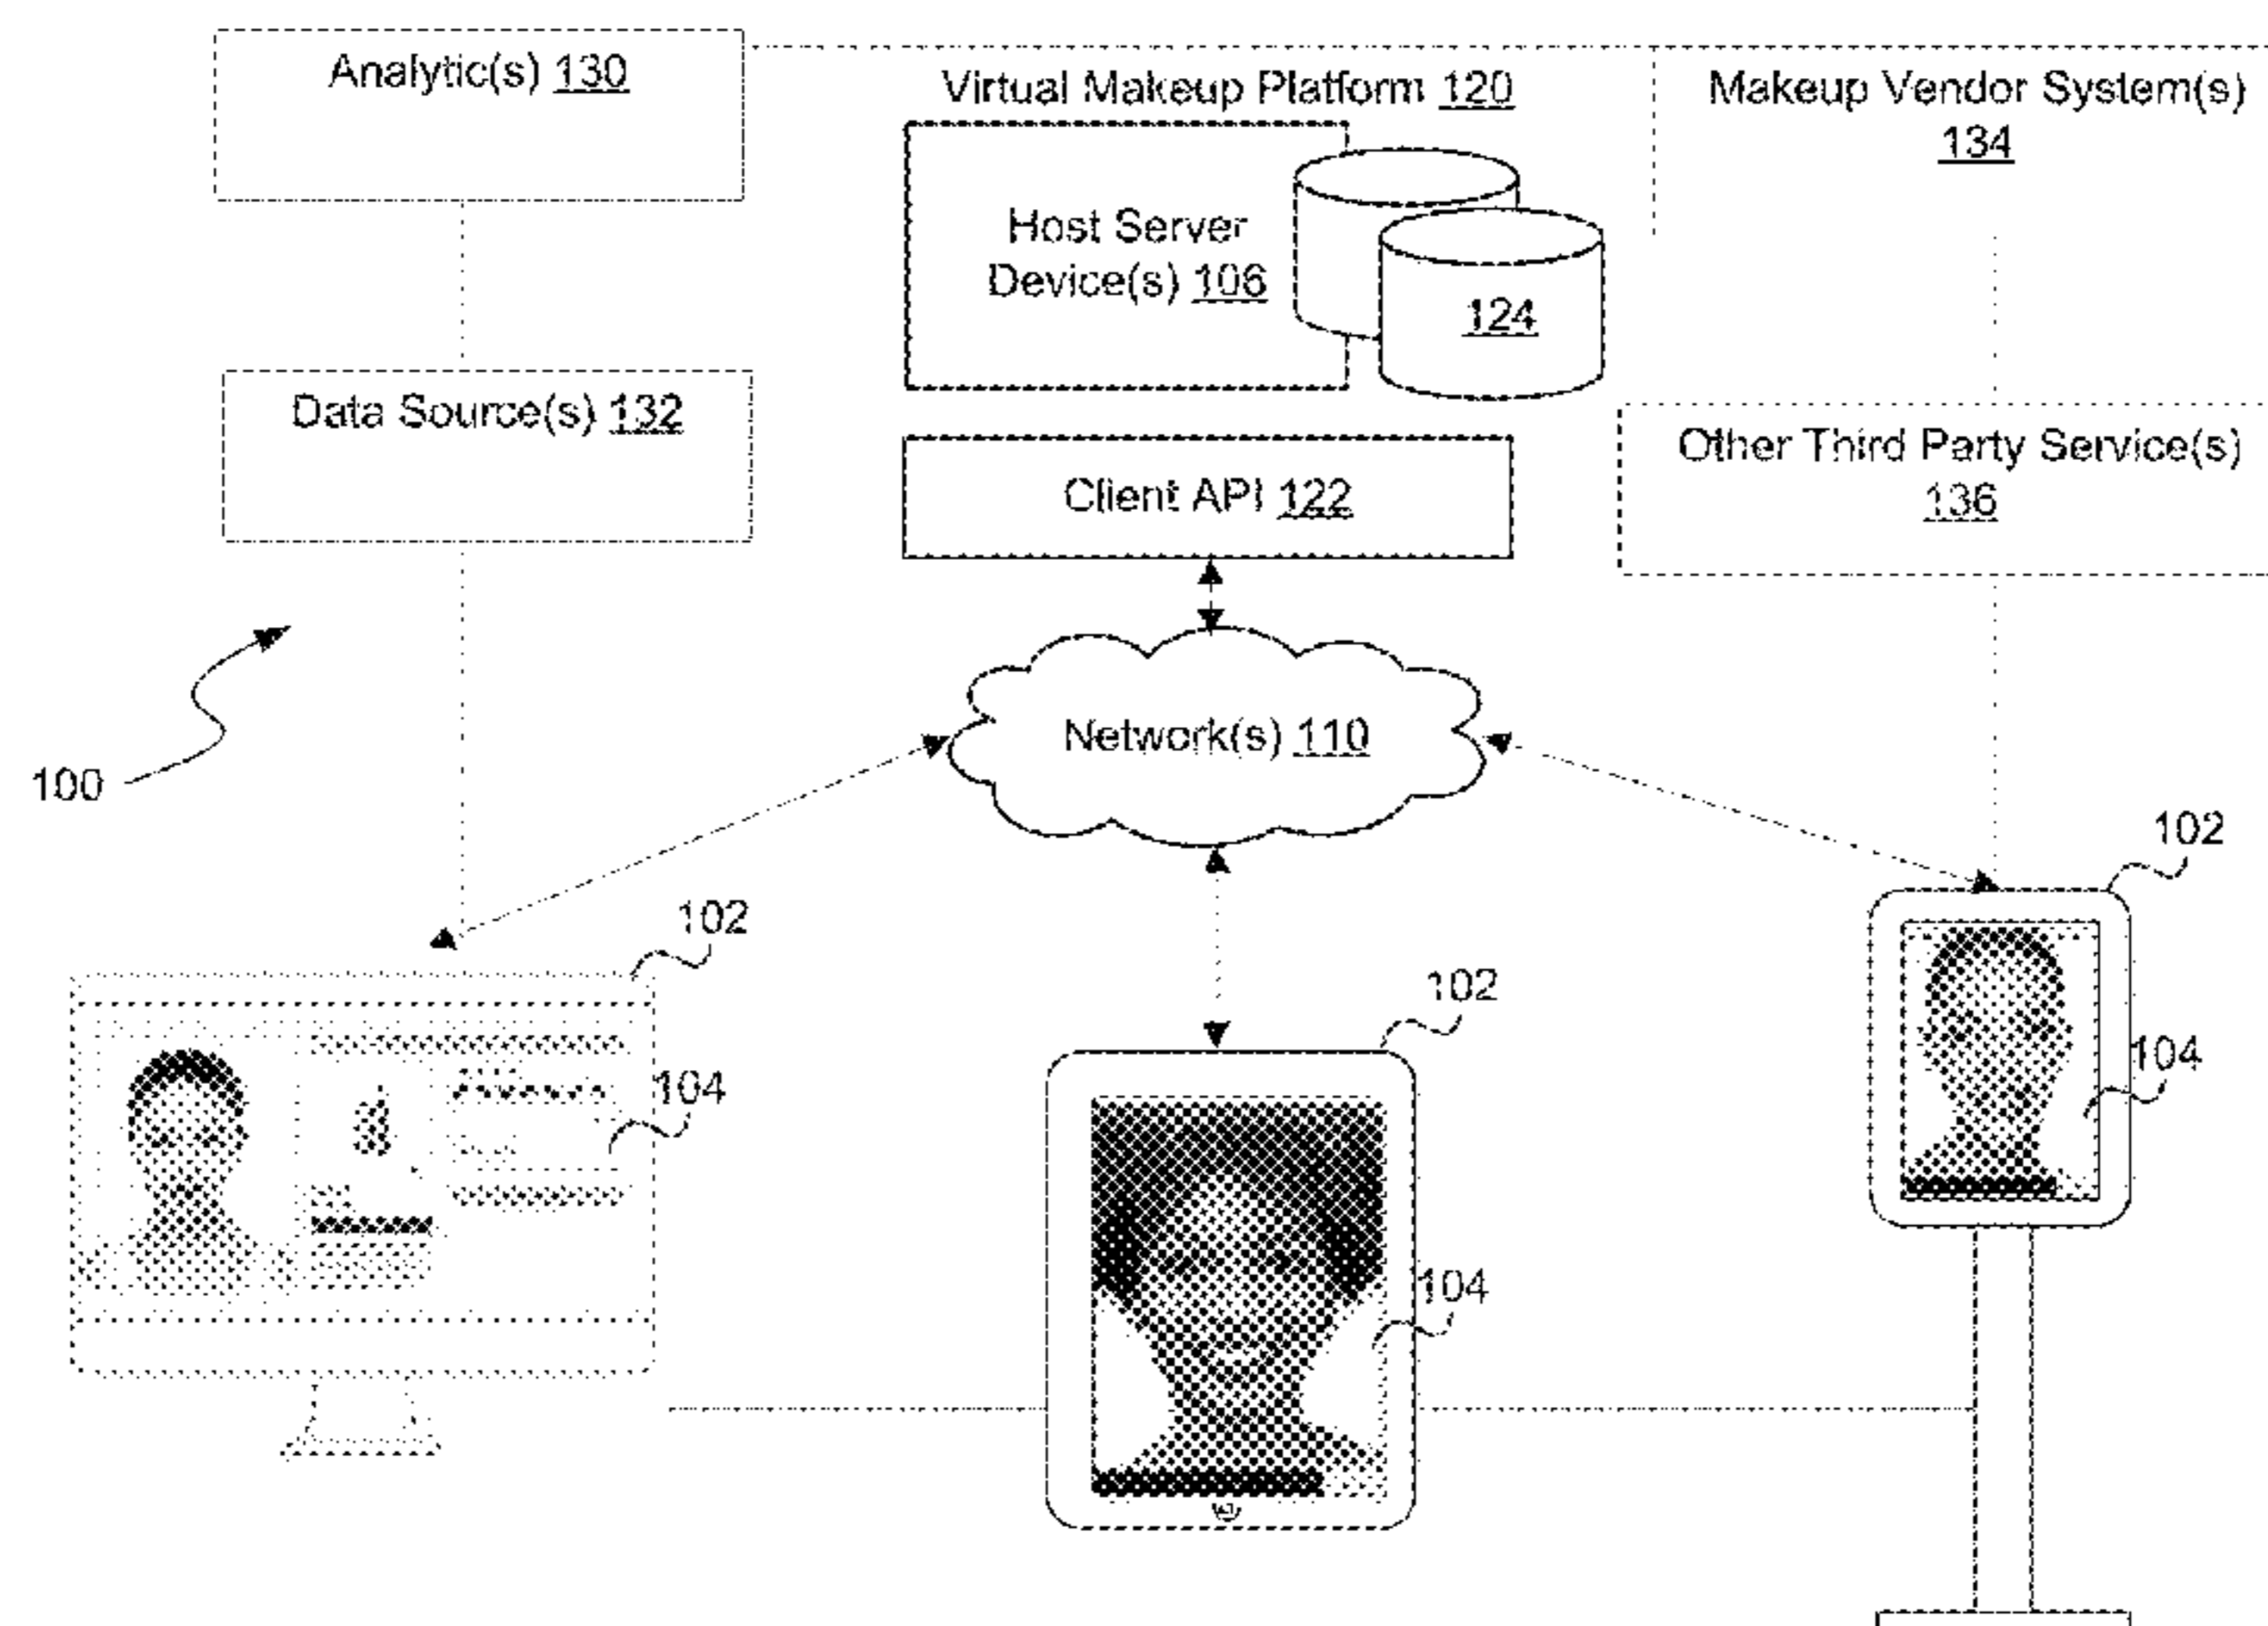 Analytic(s) 130
Virtual Makeup Platform 120
Makeup Vendor System(s)
134
Host Server
Device(s) 106
124
Data Source(s) 132
Other Third Party Service(s)
136
Client API 122
Network(s) 110
100
102
102
102
104
104
104